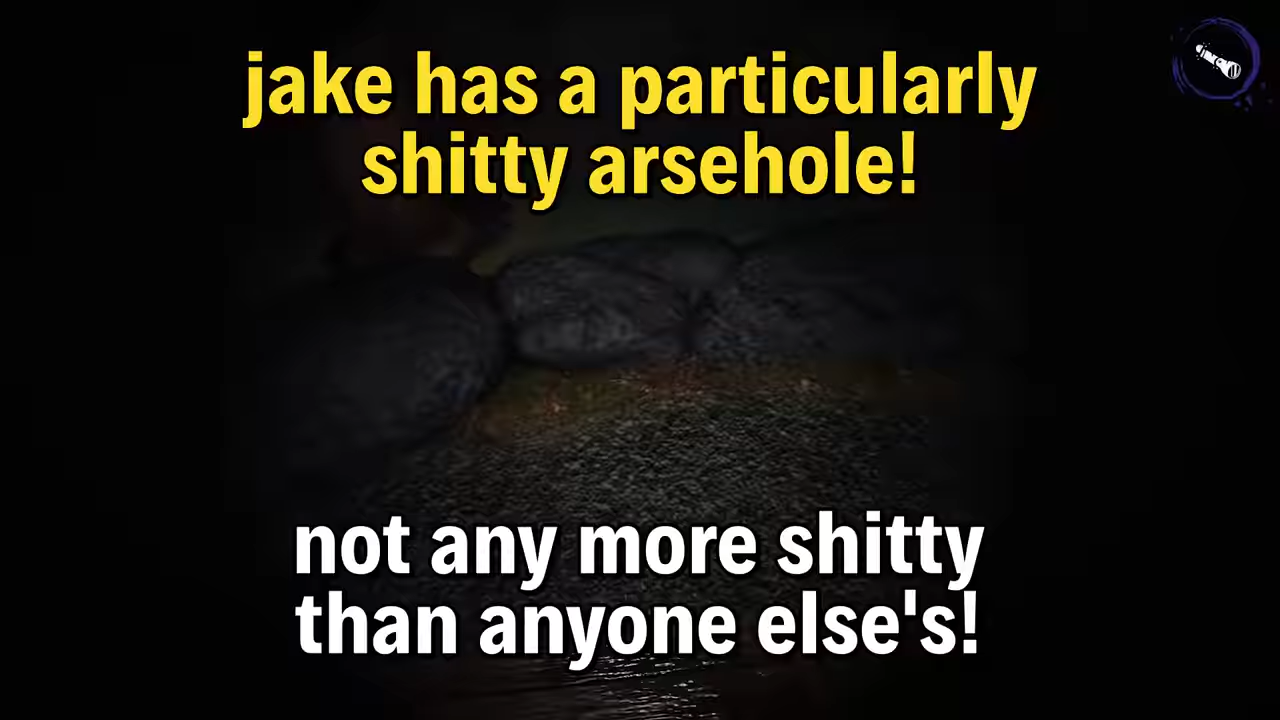 jake has a particularly
shitty arsehole!
not any more shitty
than anyone else's!